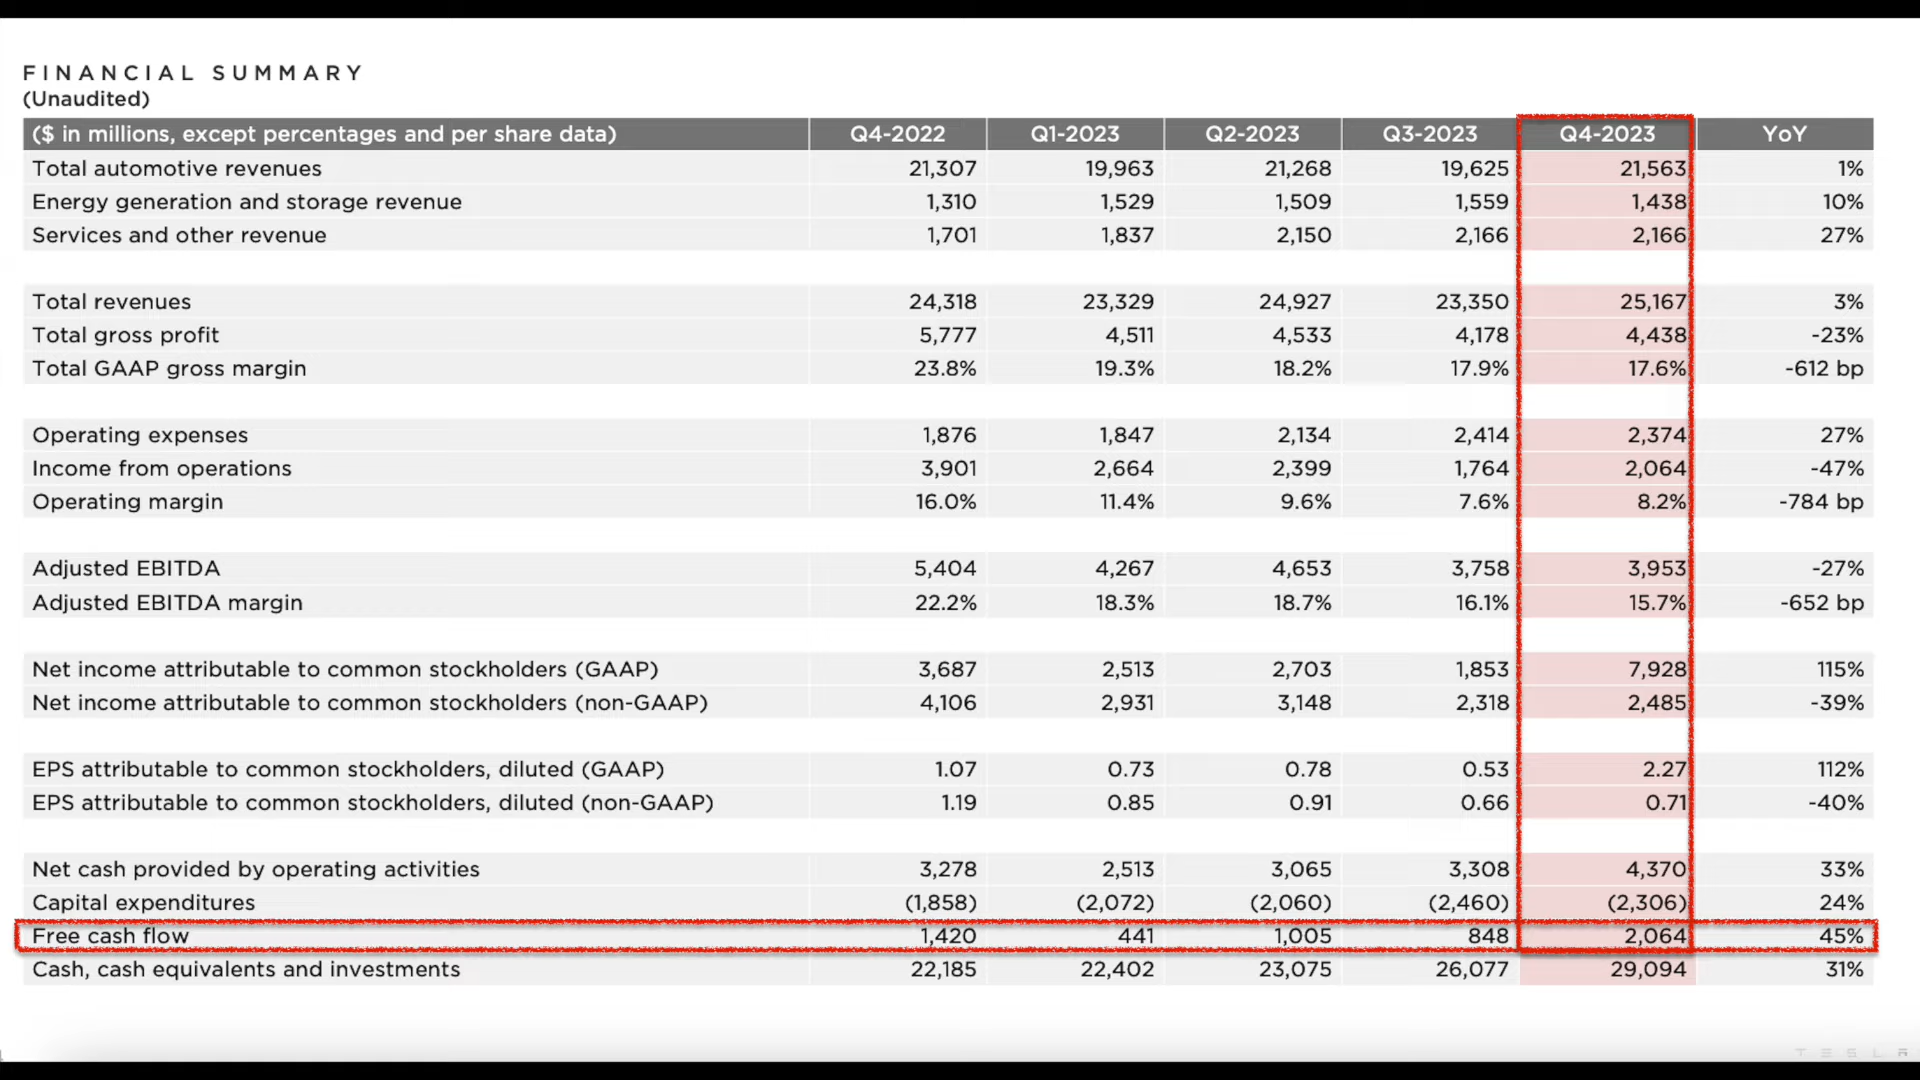 FINANCIAL SUMMARY
(Unaudited)
($ in millions, except percentages and per share data) Q4-2022 Q1-2023 Q2-2023 Q3-2023 Q4-2023 YoY
Total automotive revenues 21,307 19,963 21,268 19,625 21,563 1%
Energy generation and storage revenue 1,310 1,529 1,509 1,559 1,438 10%
Services and other revenue 1,701 1,837 2,150 2,166 2,166 27%
Total revenues 24,318 23,329 24,927 23,350 25,167 3%
Total gross profit 5,777 4,511 4,533 4,178 4,438 -23%
Total GAAP gross margin 23.8% 19.3% 18.2% 17.9% 17.6% -612 bp
Operating expenses 1,876 1,847 2,134 2,414 2,374 27%
Income from operations 3,901 2,664 2,399 1,764 2,064 -47%
Operating margin 16.0% 11.4% 9.6% 7.6% 8.2% -784 bp
Adjusted EBITDA 5,404 4,267 4,653 3,758 3,953 -27%
Adjusted EBITDA margin 22.2% 18.3% 18.7% 16.1% 15.7% -652 bp
Net income attributable to common stockholders (GAAP) 3,687 2,513 2,703 1,853 7,928 115%
Net income attributable to common stockholders (non-GAAP) 4,106 2,931 3,148 2,318 2,485 -39%
EPS attributable to common stockholders, diluted (GAAP) 1.07 0.73 0.78 0.53 2.27 112%
EPS attributable to common stockholders, diluted (non-GAAP) 1.19 0.85 0.91 0.66 0.71 -40%
Net cash provided by operating activities 3,278 2,513 3,065 3,308 4,370 33%
Capital expenditures (1,858) (2,072) (2,060) (2,460) (2,306) 24%
Free cash flow 1,420 441 1,005 848 2,064 45%
Cash, cash equivalents and investments 22,185 22,402 23,075 26,077 29,094 31%
TESLA